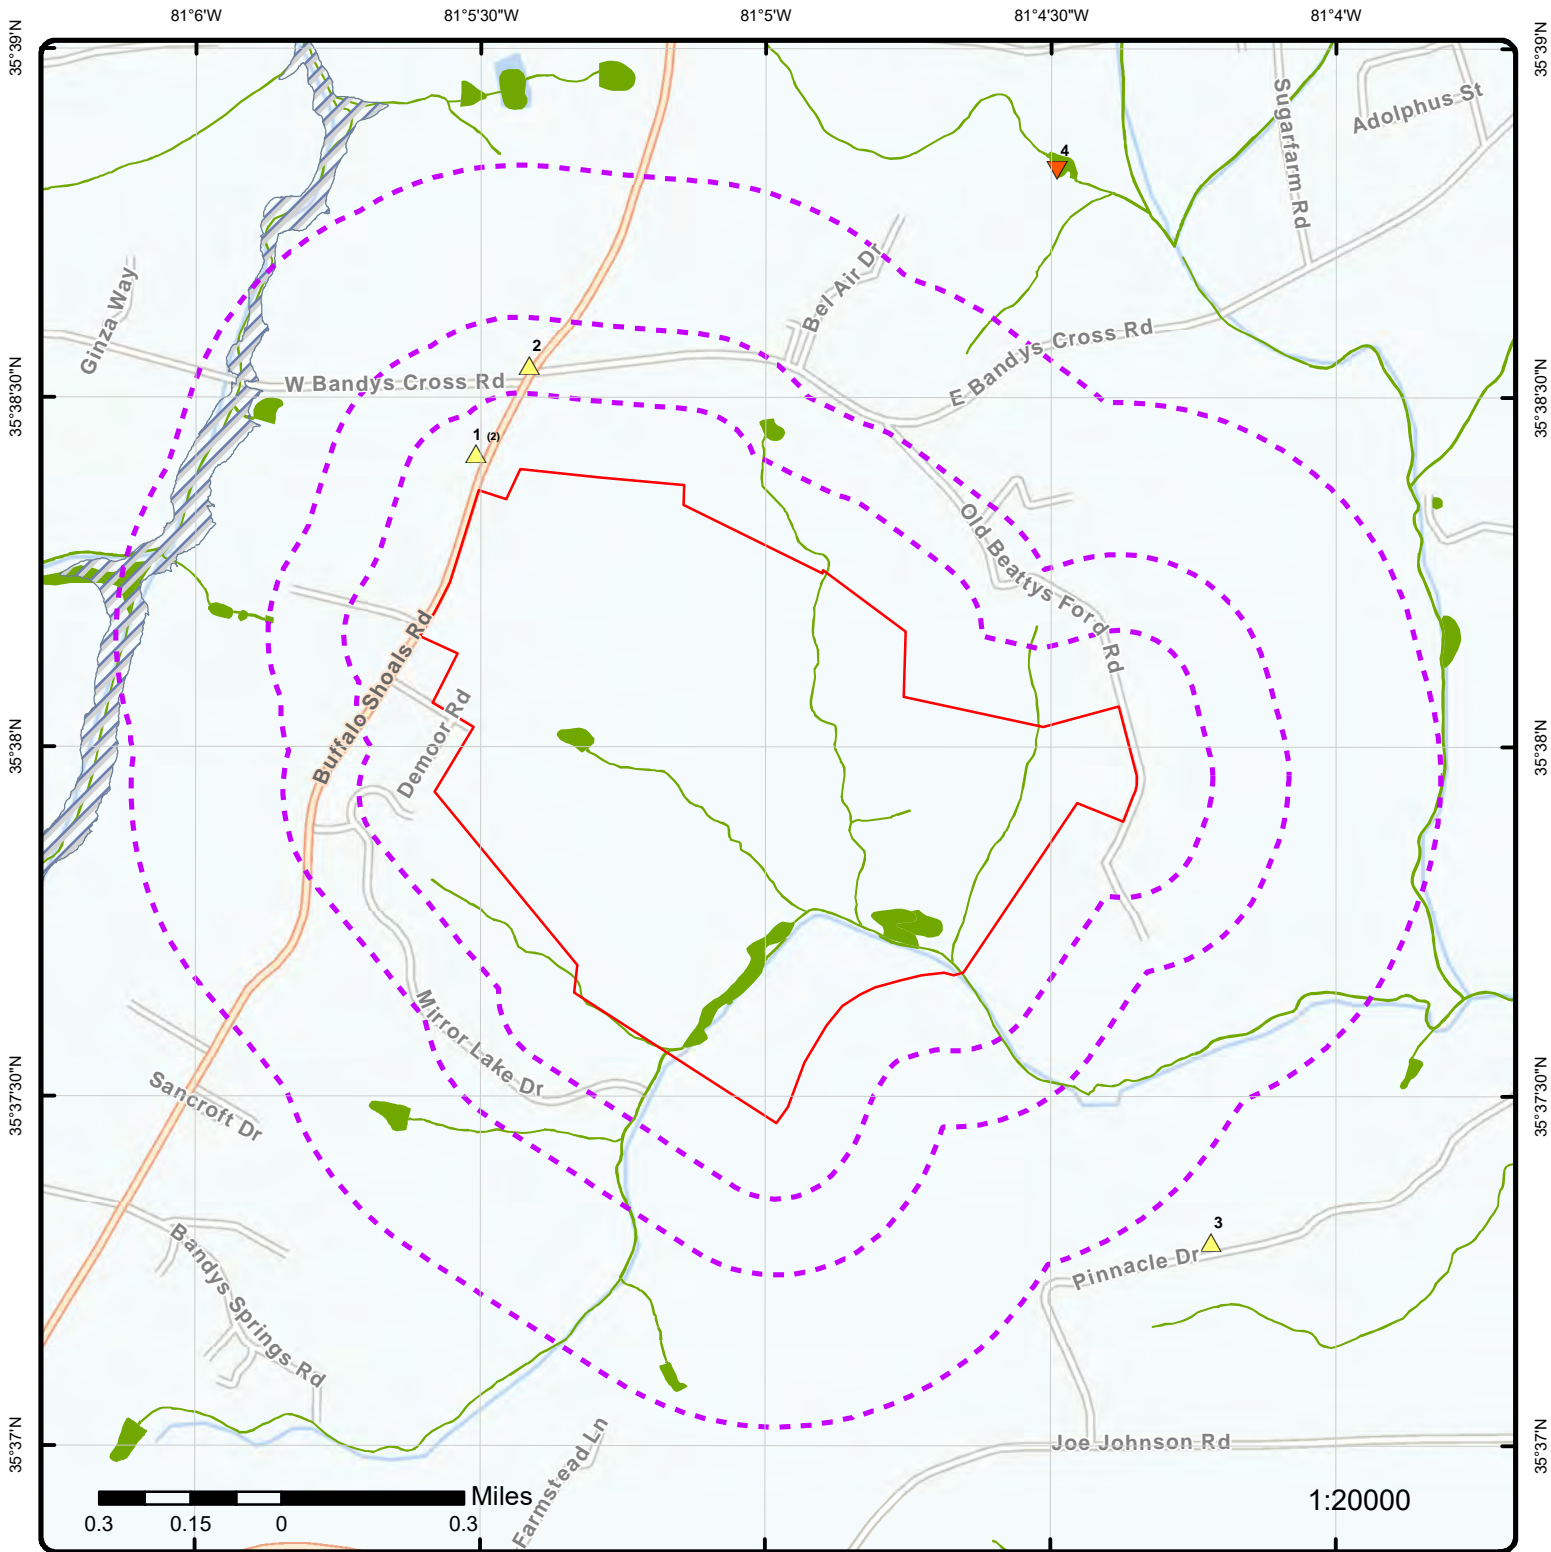 81°6'W 81°5'30"W 81°5'W 81°4'30"W 81°4'W
35°39'N
35°39'N
Sugarfarm Rd
Adolphus St
4
Ginza Way
Bel Air Dr
2
E Bandys Cross Rd
W Bandys Cross Rd
35°38'30"N
35°38'30"N
1 (2)
Old Beattys Ford Rd
Buffalo Shoals Rd
Demoor Rd
35°38'N
35°38'N
Mirror Lake Dr
Sancroft Dr
35°37'30"N
35°37'30"N
3
Pinnacle Dr
Bandys Springs Rd
35°37'N
35°37'N
Joe Johnson Rd
Farmstead Ln
Miles
0.3 0.15 0 0.3
1:20000